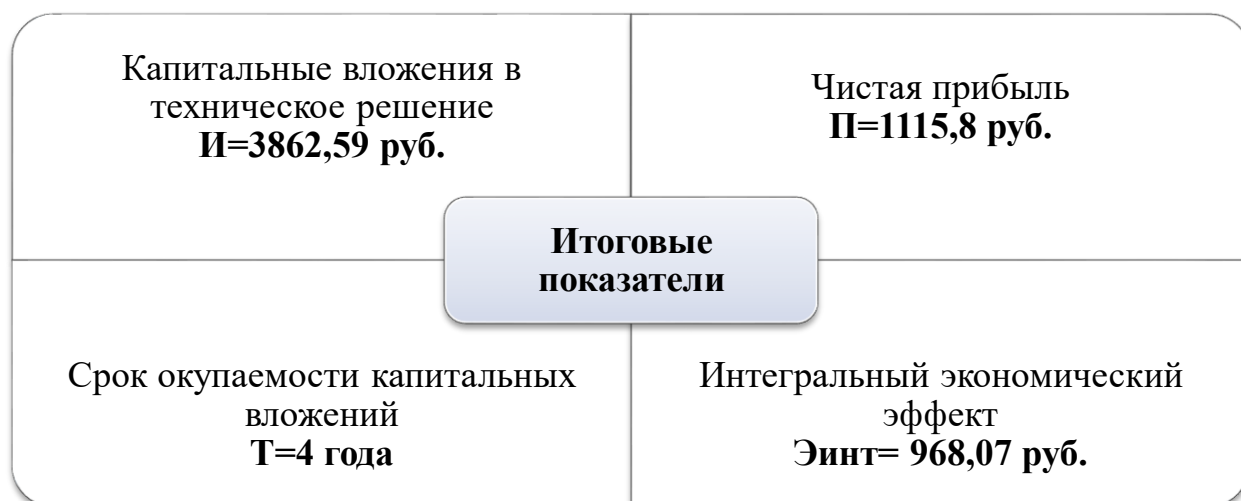 Капитальные вложения в
техническое решение
И=3862,59 руб.
Чистая прибыль
П=1115,8 руб.
Итоговые
показатели
Срок окупаемости капитальных
вложений
Т=4 года
Интегральный экономический
эффект
Эинт= 968,07 руб.